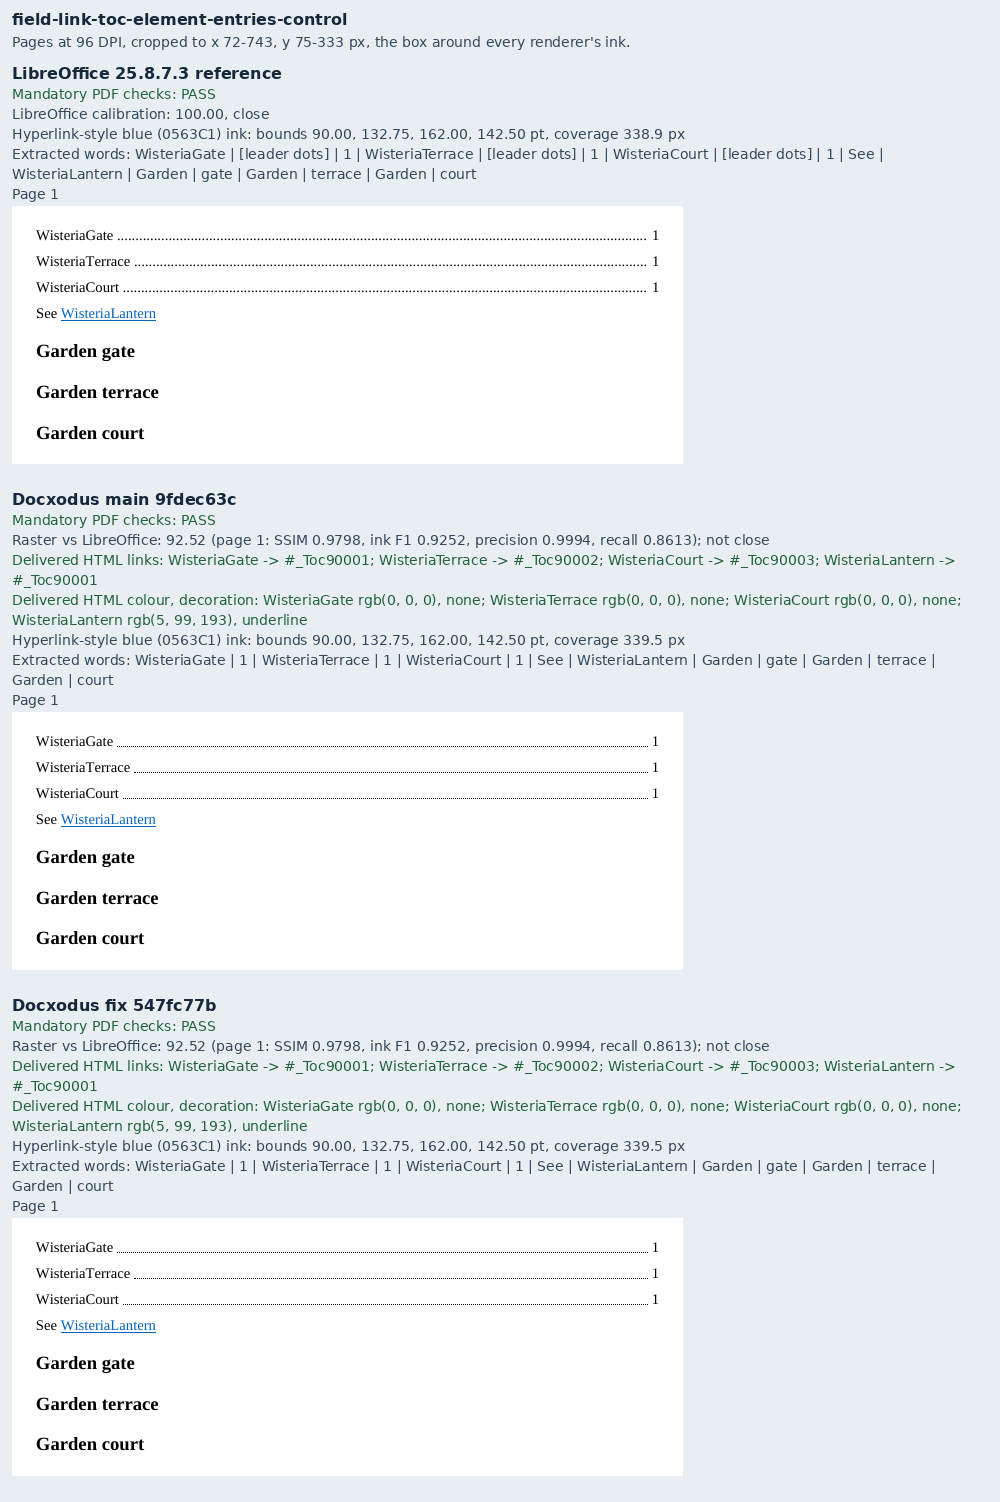 field-link-toc-element-entries-control
Pages at 96 DPI, cropped to x 72-743, y 75-333 px, the box around every renderer's ink.
LibreOffice 25.8.7.3 reference
Mandatory PDF checks: PASS
LibreOffice calibration: 100.00, close
Hyperlink-style blue (0563C1) ink: bounds 90.00, 132.75, 162.00, 142.50 pt, coverage 338.9 px
Extracted words: WisteriaGate | [leader dots] | 1 | WisteriaTerrace | [leader dots] | 1 | WisteriaCourt | [leader dots] | 1 | See |
WisteriaLantern | Garden | gate | Garden | terrace | Garden | court
Page 1
WisteriaGate ........................................ 1
WisteriaTerrace ........................................ 1
WisteriaCourt ........................................ 1
See WisteriaLantern
Garden gate
Garden terrace
Garden court
Docxodus main 9fdec63c
Mandatory PDF checks: PASS
Raster vs LibreOffice: 92.52 (page 1: SSIM 0.9798, ink F1 0.9252, precision 0.9994, recall 0.8613); not close
Delivered HTML links: WisteriaGate -> #_Toc90001; WisteriaTerrace -> #_Toc90002; WisteriaCourt -> #_Toc90003; WisteriaLantern ->
#_Toc90001
Delivered HTML colour, decoration: WisteriaGate rgb(0, 0, 0), none; WisteriaTerrace rgb(0, 0, 0), none; WisteriaCourt rgb(0, 0, 0), none;
WisteriaLantern rgb(5, 99, 193), underline
Hyperlink-style blue (0563C1) ink: bounds 90.00, 132.75, 162.00, 142.50 pt, coverage 339.5 px
Extracted words: WisteriaGate | 1 | WisteriaTerrace | 1 | WisteriaCourt | 1 | See | WisteriaLantern | Garden | gate | Garden | terrace |
Garden | court
Page 1
WisteriaGate ........................................ 1
WisteriaTerrace ........................................ 1
WisteriaCourt ........................................ 1
See WisteriaLantern
Garden gate
Garden terrace
Garden court
Docxodus fix 547fc77b
Mandatory PDF checks: PASS
Raster vs LibreOffice: 92.52 (page 1: SSIM 0.9798, ink F1 0.9252, precision 0.9994, recall 0.8613); not close
Delivered HTML links: WisteriaGate -> #_Toc90001; WisteriaTerrace -> #_Toc90002; WisteriaCourt -> #_Toc90003; WisteriaLantern ->
#_Toc90001
Delivered HTML colour, decoration: WisteriaGate rgb(0, 0, 0), none; WisteriaTerrace rgb(0, 0, 0), none; WisteriaCourt rgb(0, 0, 0), none;
WisteriaLantern rgb(5, 99, 193), underline
Hyperlink-style blue (0563C1) ink: bounds 90.00, 132.75, 162.00, 142.50 pt, coverage 339.5 px
Extracted words: WisteriaGate | 1 | WisteriaTerrace | 1 | WisteriaCourt | 1 | See | WisteriaLantern | Garden | gate | Garden | terrace |
Garden | court
Page 1
WisteriaGate ........................................ 1
WisteriaTerrace ........................................ 1
WisteriaCourt ........................................ 1
See WisteriaLantern
Garden gate
Garden terrace
Garden court